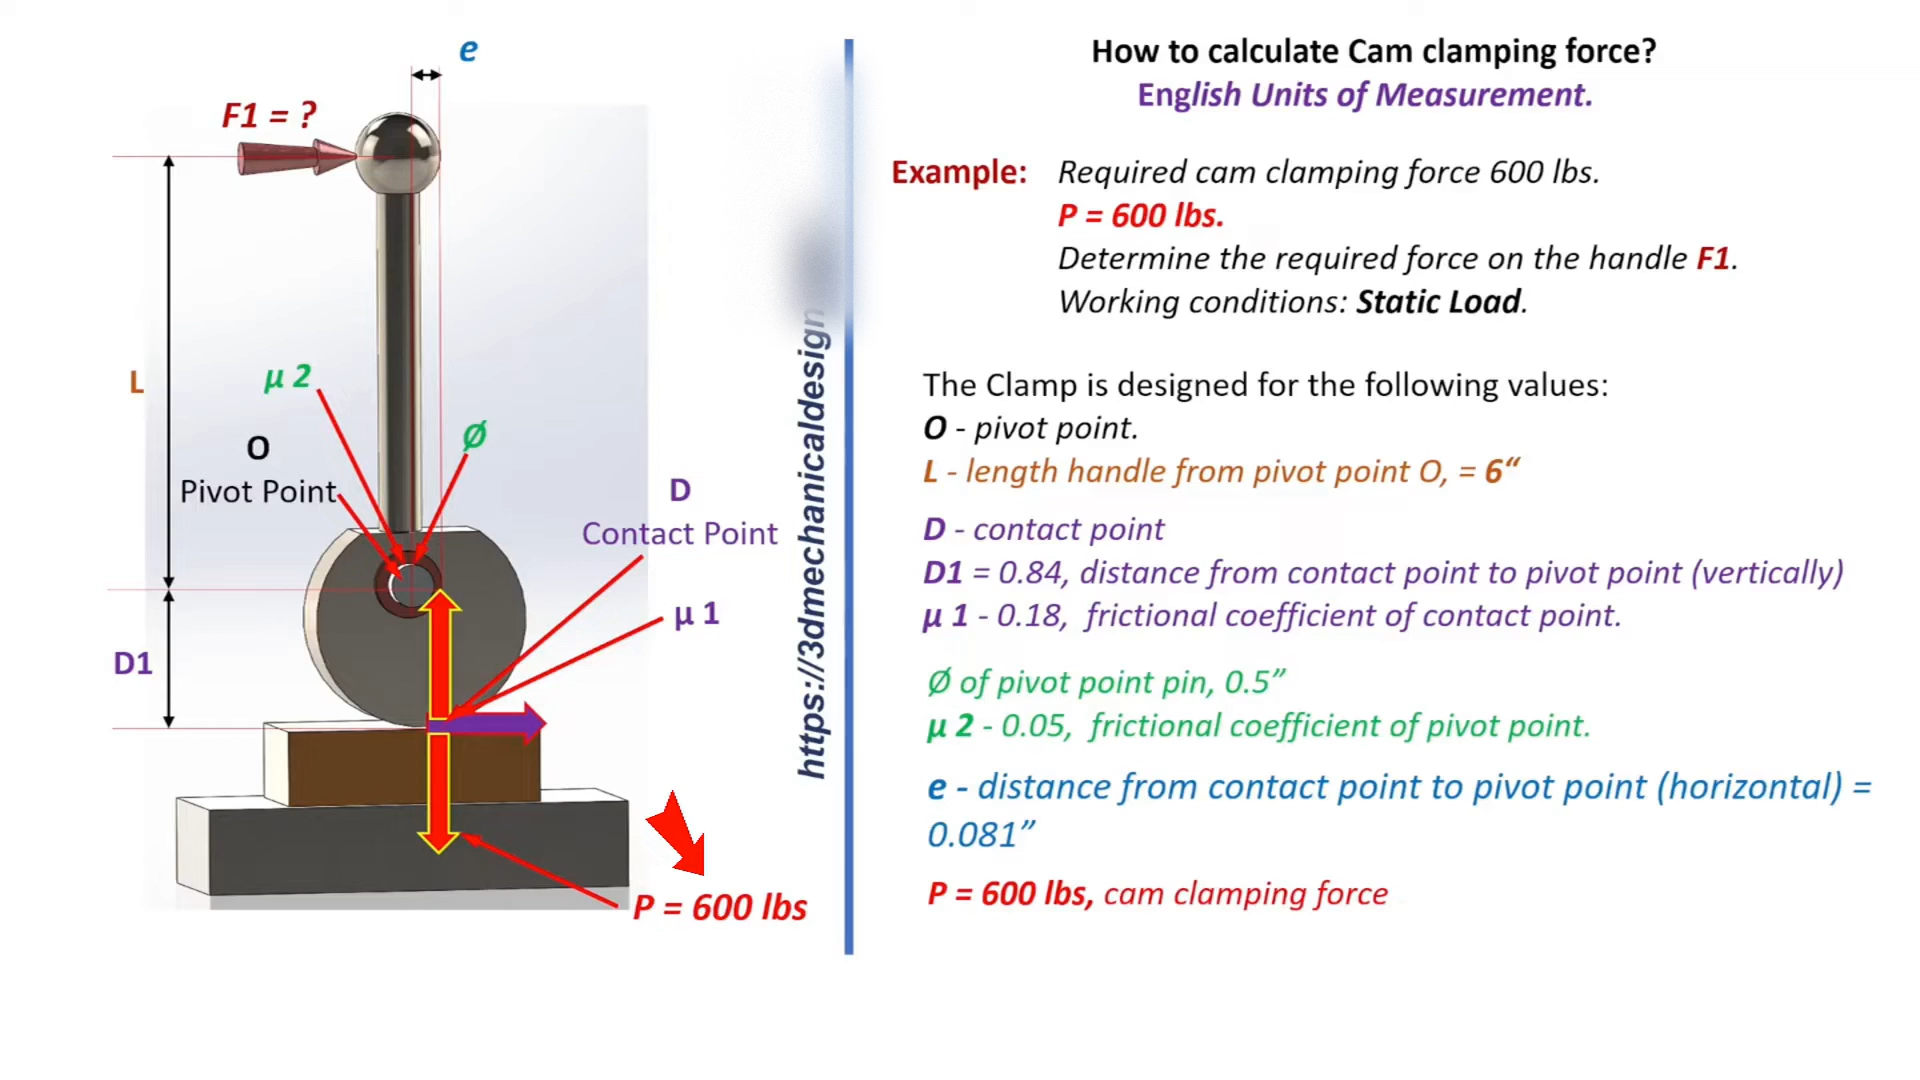 e
F1 = ?
L
μ 2
O
Pivot Point
Ø
D
Contact Point
μ 1
D1
P = 600 lbs
https://3dmechanicaldesign
How to calculate Cam clamping force?
English Units of Measurement.
Example: Required cam clamping force 600 lbs.
P = 600 lbs.
Determine the required force on the handle F1.
Working conditions: Static Load.
The Clamp is designed for the following values:
O - pivot point.
L - length handle from pivot point O, = 6“
D - contact point
D1 = 0.84, distance from contact point to pivot point (vertically)
μ 1 - 0.18, frictional coefficient of contact point.
Ø of pivot point pin, 0.5”
μ 2 - 0.05, frictional coefficient of pivot point.
e - distance from contact point to pivot point (horizontal) =
0.081”
P = 600 lbs, cam clamping force